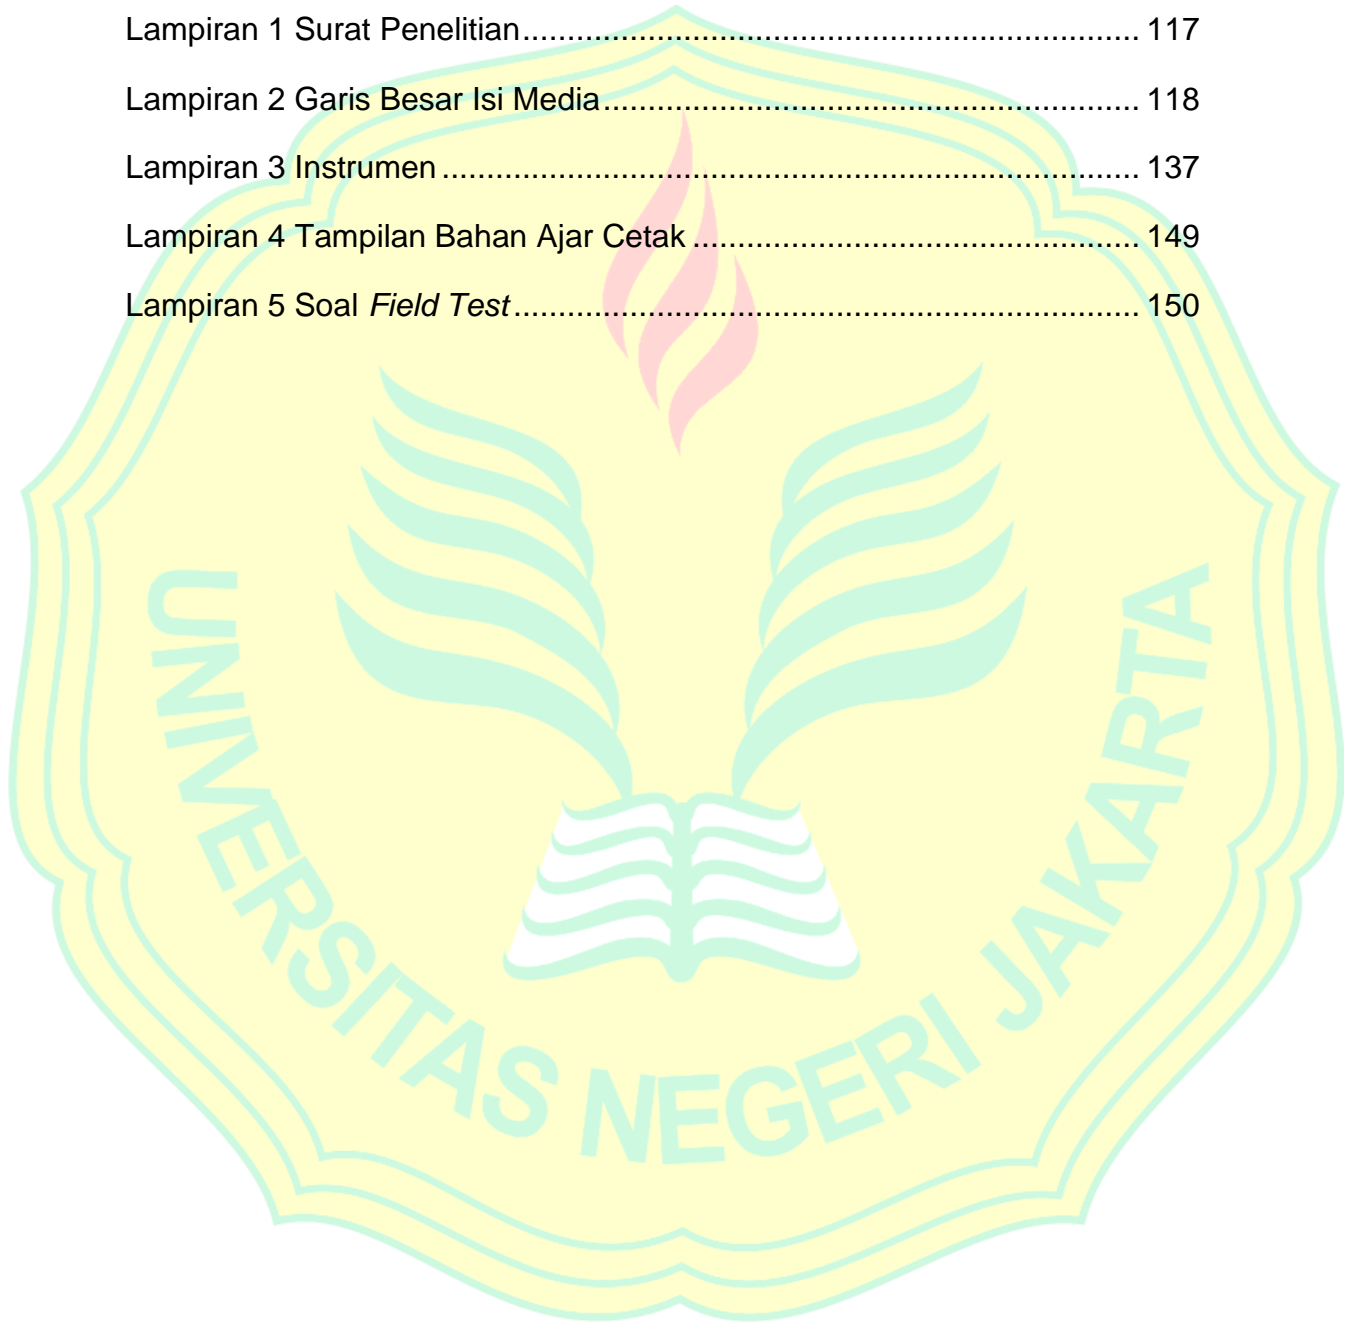 Lampiran 1 Surat Penelitian...................................................................... 117
Lampiran 2 Garis Besar Isi Media............................................................. 118
Lampiran 3 Instrumen............................................................................... 137
Lampiran 4 Tampilan Bahan Ajar Cetak................................................... 149
Lampiran 5 Soal Field Test....................................................................... 150
UNIVERSITAS NEGERI JAKARTA